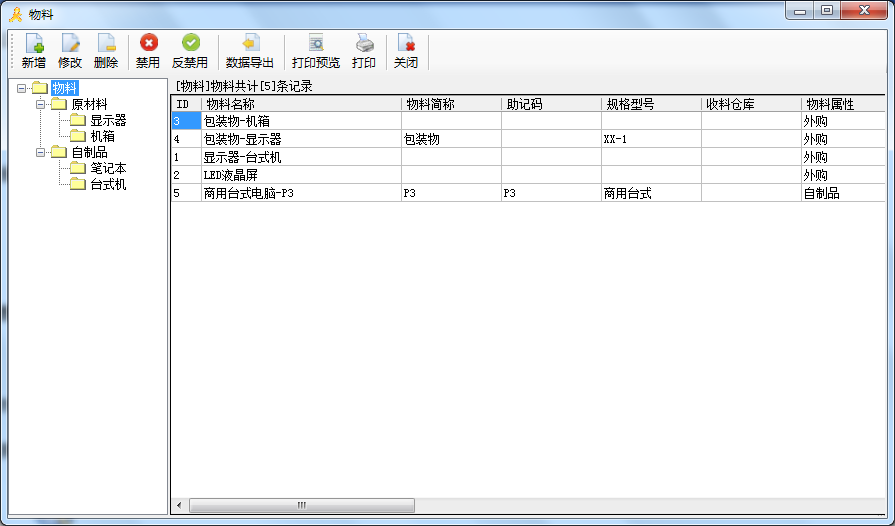 物料
新增 修改 删除 禁用 反禁用 数据导出 打印预览 打印 关闭
物料
原材料
显示器
机箱
自制品
笔记本
台式机
[物料]物料共计[5]条记录
ID 物料名称 物料简称 助记码 规格型号 收料仓库 物料属性
3 包装物-机箱 外购
4 包装物-显示器 包装物 XX-1 外购
1 显示器-台式机 外购
2 LED液晶屏 外购
5 商用台式电脑-P3 P3 P3 商用台式 自制品